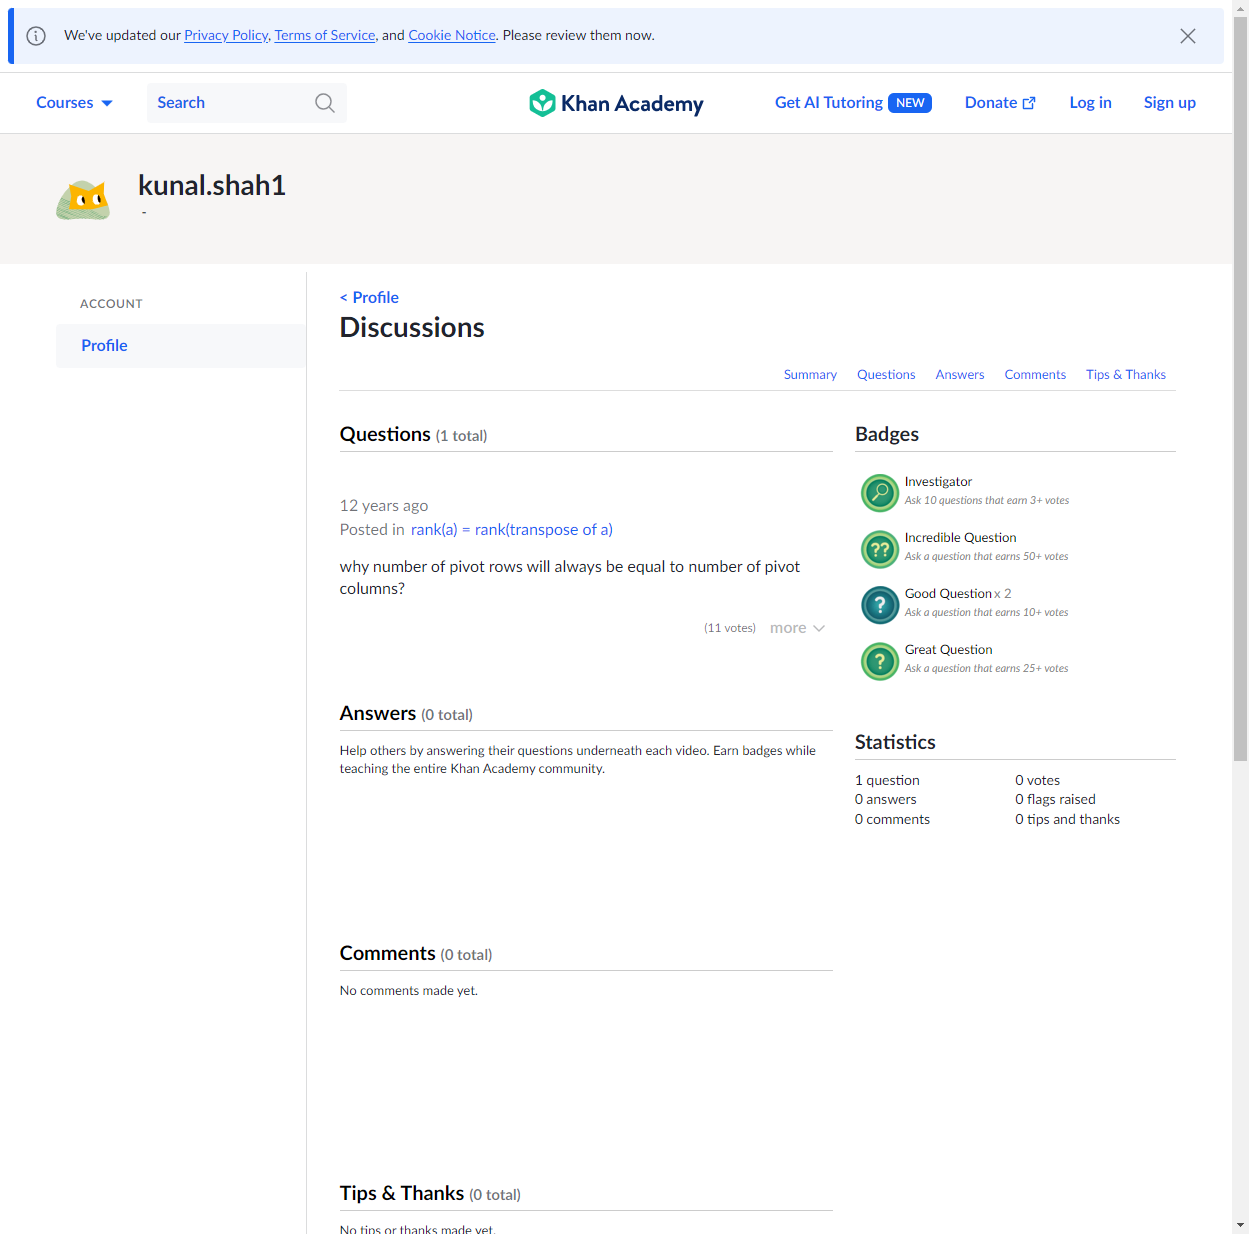 We've updated our Privacy Policy, Terms of Service, and Cookie Notice. Please review them now.
Courses
Search
Khan Academy
Get AI Tutoring NEW
Donate
Log in
Sign up
kunal.shah1
-
ACCOUNT
Profile
< Profile
Discussions
Summary
Questions
Answers
Comments
Tips & Thanks
Questions (1 total)
12 years ago
Posted in rank(a) = rank(transpose of a)
why number of pivot rows will always be equal to number of pivot
columns?
(11 votes)
more
Answers (0 total)
Help others by answering their questions underneath each video. Earn badges while
teaching the entire Khan Academy community.
Comments (0 total)
No comments made yet.
Tips & Thanks (0 total)
No tips or thanks made yet.
Badges
Investigator
Ask 10 questions that earn 3+ votes
Incredible Question
Ask a question that earns 50+ votes
Good Question x 2
Ask a question that earns 10+ votes
Great Question
Ask a question that earns 25+ votes
Statistics
1 question
0 votes
0 answers
0 flags raised
0 comments
0 tips and thanks